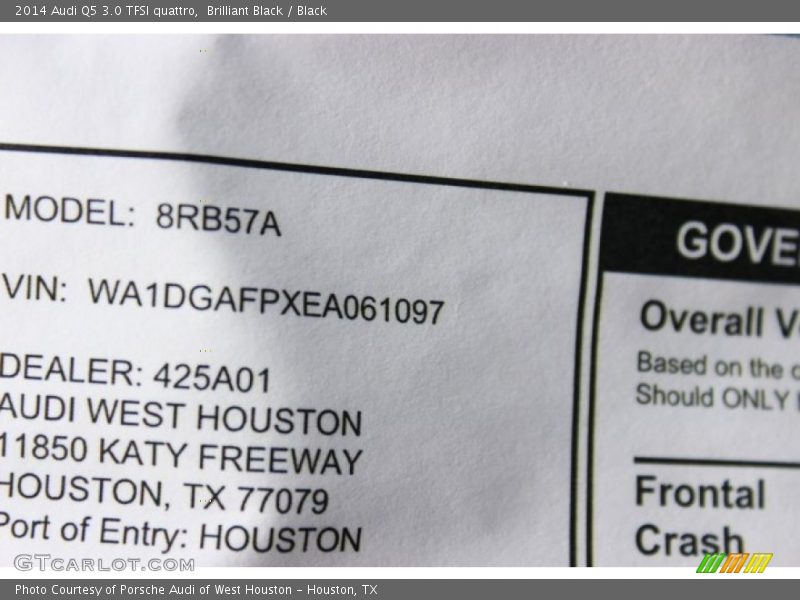 2014 Audi Q5 3.0 TFSI quattro,  Brilliant Black / Black
MODEL: 8RB57A
VIN: WA1DGAFPXEA061097
DEALER: 425A01
AUDI WEST HOUSTON
11850 KATY FREEWAY
HOUSTON, TX 77079
Port of Entry: HOUSTON
Overall
Based on the
Should ONLY
Frontal
Crash
GTcarlot.com
Photo Courtesy of Porsche Audi of West Houston – Houston, TX